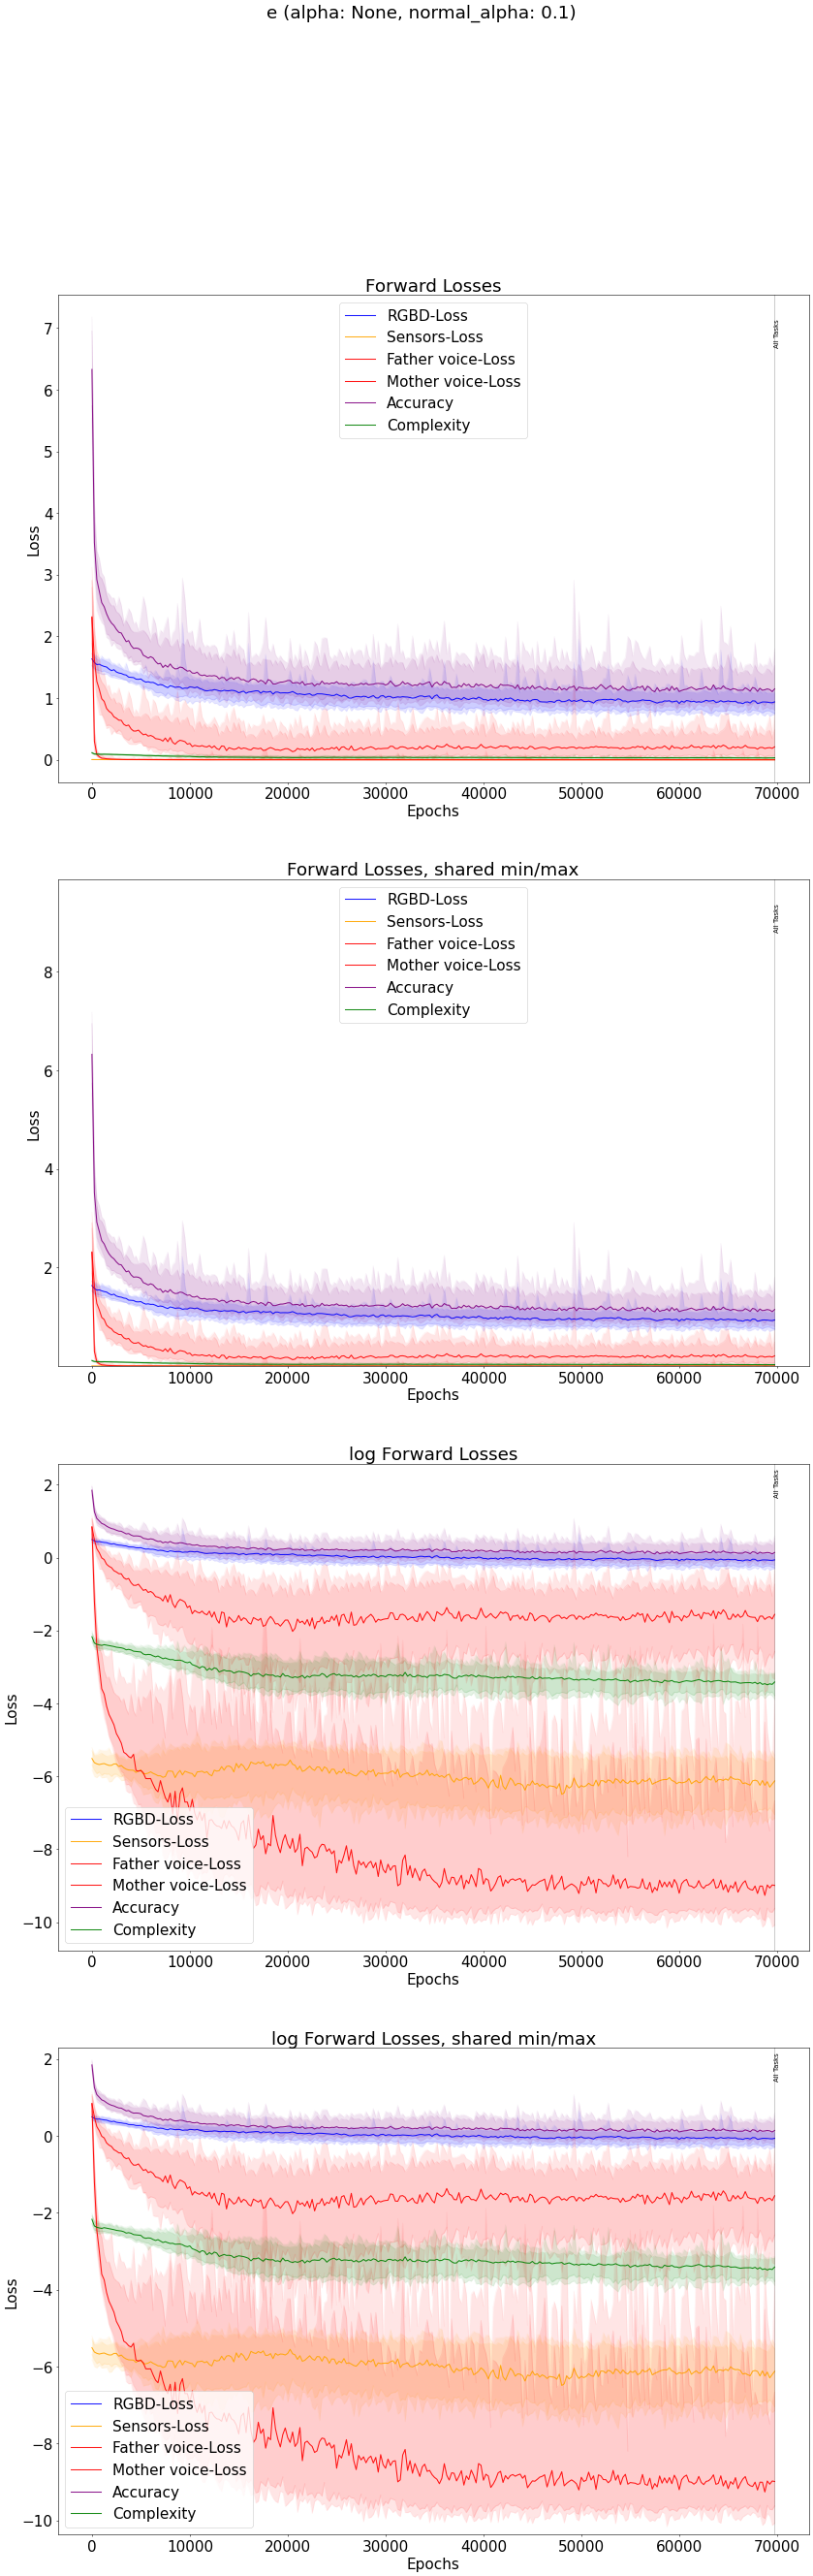 e (alpha: None, normal_alpha: 0.1)
Forward Losses
RGBD-Loss
Sensors-Loss
Father voice-Loss
Mother voice-Loss
Accuracy
Complexity
All Tasks
7
6
5
4
3
2
1
0
Loss
0 10000 20000 30000 40000 50000 60000 70000
Epochs
Forward Losses, shared min/max
RGBD-Loss
Sensors-Loss
Father voice-Loss
Mother voice-Loss
Accuracy
Complexity
All Tasks
8
6
4
2
Loss
0 10000 20000 30000 40000 50000 60000 70000
Epochs
log Forward Losses
All Tasks
2
0
−2
−4
−6
−8
−10
Loss
RGBD-Loss
Sensors-Loss
Father voice-Loss
Mother voice-Loss
Accuracy
Complexity
0 10000 20000 30000 40000 50000 60000 70000
Epochs
log Forward Losses, shared min/max
All Tasks
2
0
−2
−4
−6
−8
−10
Loss
RGBD-Loss
Sensors-Loss
Father voice-Loss
Mother voice-Loss
Accuracy
Complexity
0 10000 20000 30000 40000 50000 60000 70000
Epochs